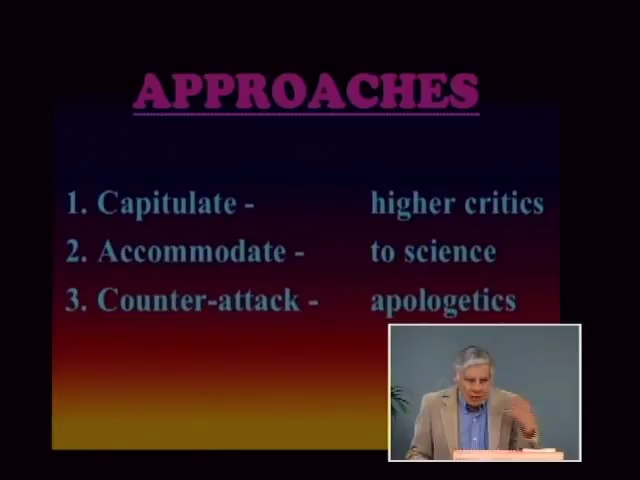 APPROACHES
1. Capitulate - higher critics
2. Accommodate - to science
3. Counter-attack - apologetics